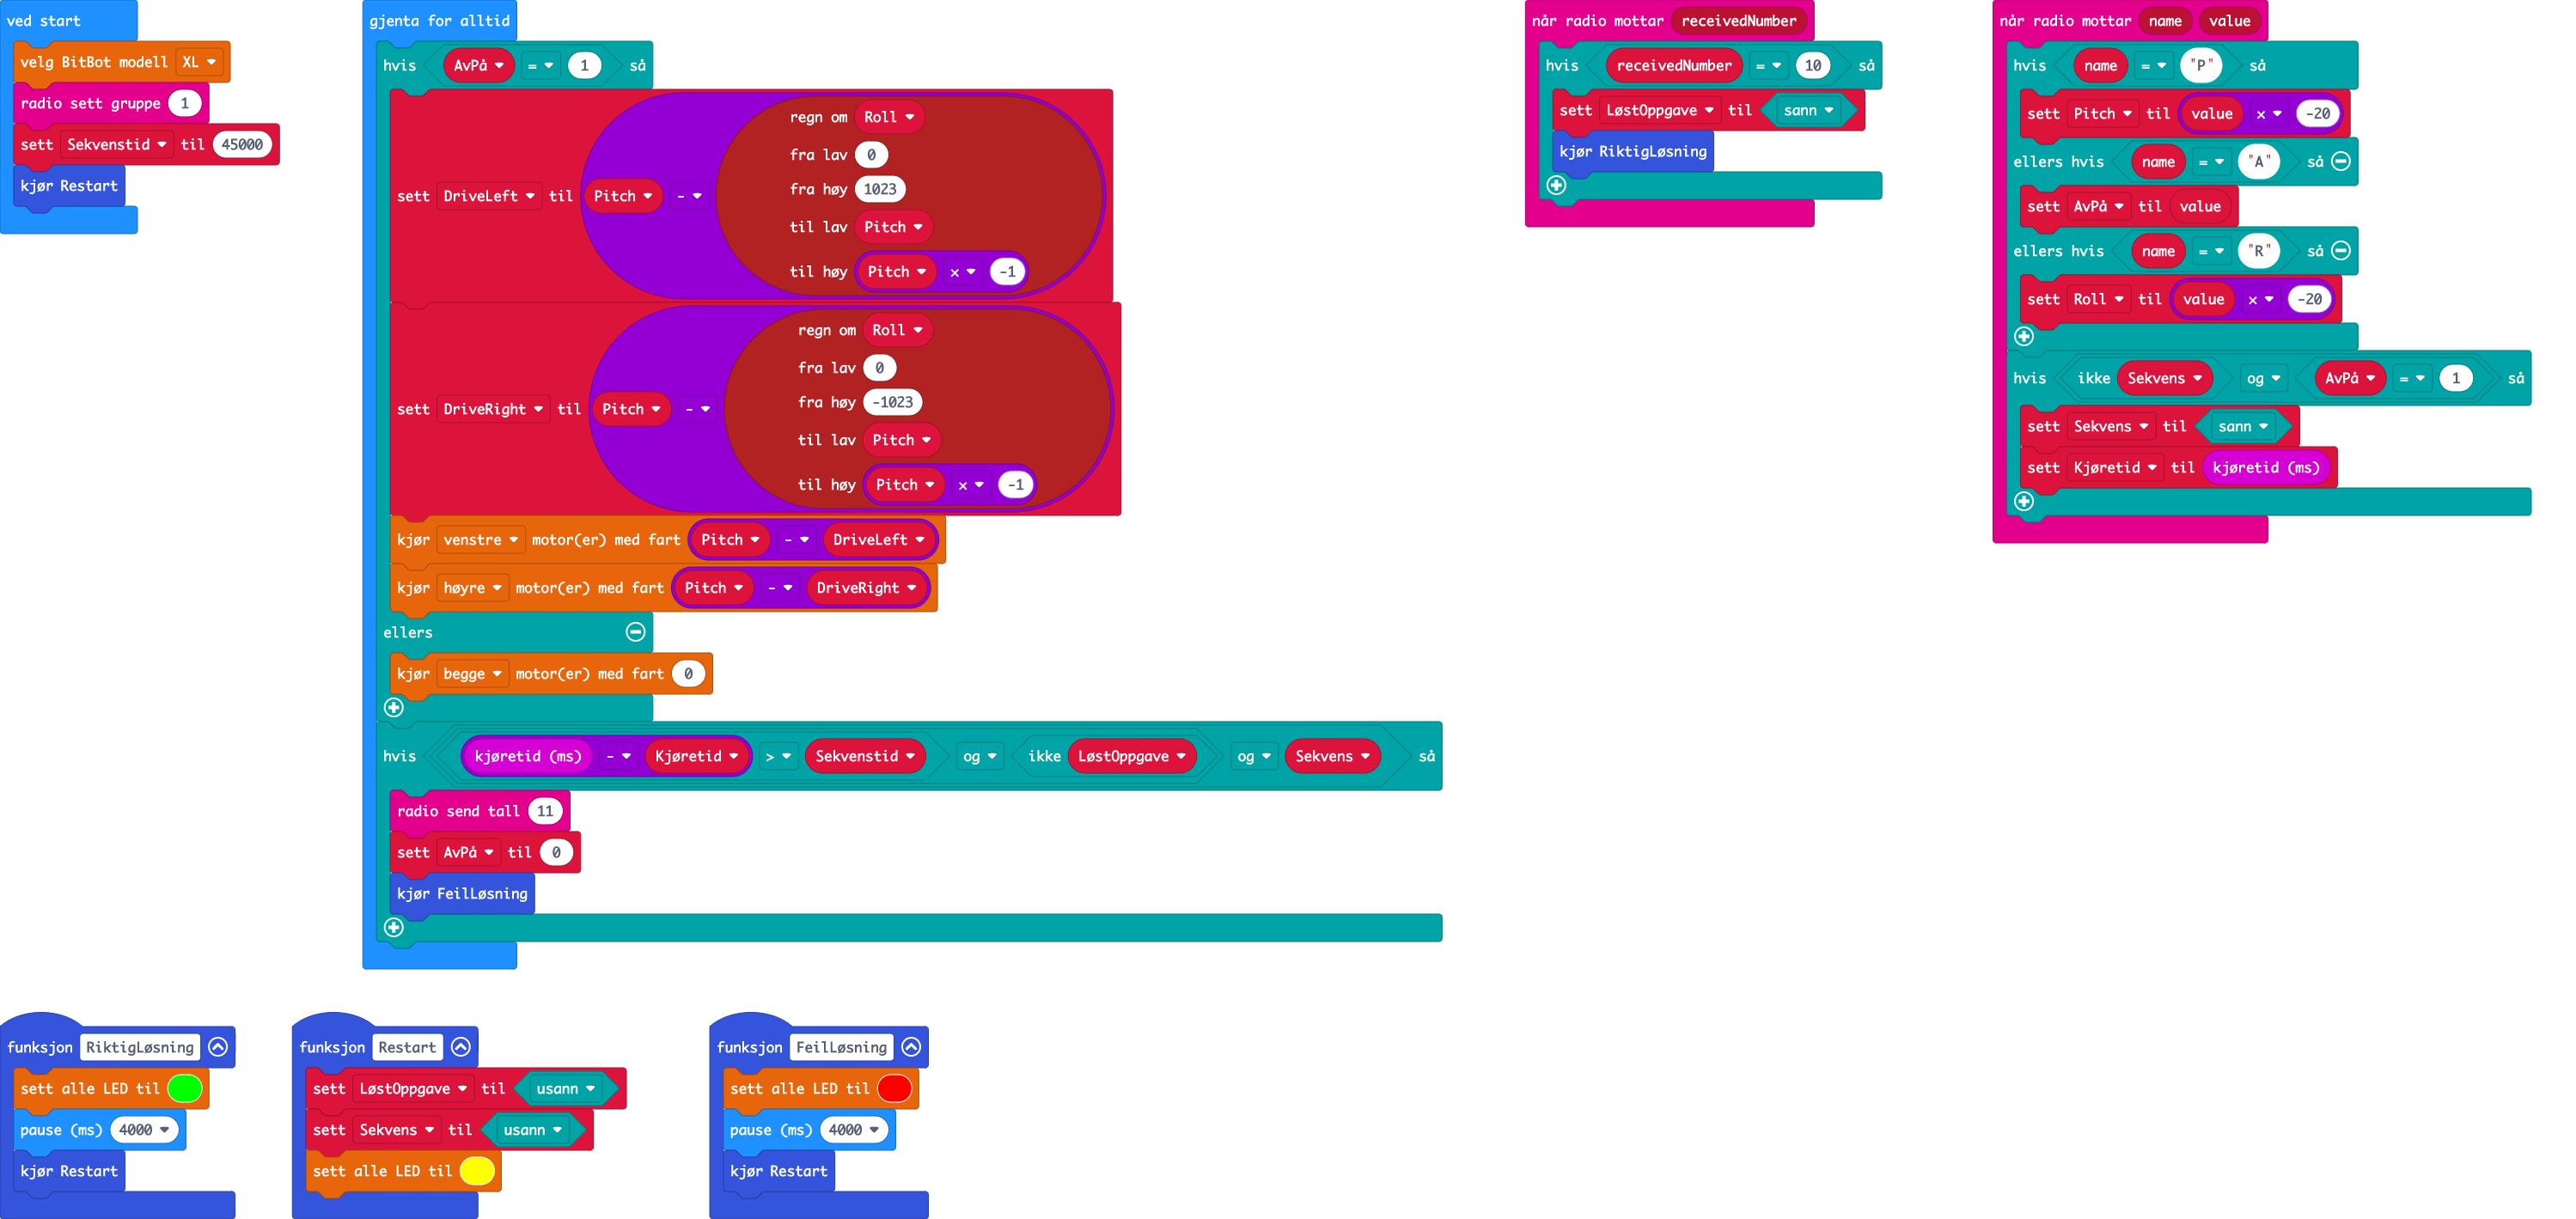 ved start
velg BitBot modell XL
radio sett gruppe 1
sett Sekvenstid til 45000
kjør Restart
gjenta for alltid
hvis AvPå = 1 så
sett DriveLeft til Pitch - regn om Roll
fra lav 0
fra høy 1023
til lav Pitch
til høy Pitch × -1
sett DriveRight til Pitch - regn om Roll
fra lav 0
fra høy -1023
til lav Pitch
til høy Pitch × -1
kjør venstre motor(er) med fart Pitch - DriveLeft
kjør høyre motor(er) med fart Pitch - DriveRight
ellers
kjør begge motor(er) med fart 0
hvis kjøretid (ms) - Kjøretid > Sekvenstid og ikke LøstOppgave og Sekvens så
radio send tall 11
sett AvPå til 0
kjør FeilLøsning
når radio mottar receivedNumber
hvis receivedNumber = 10 så
sett LøstOppgave til sann
kjør RiktigLøsning
når radio mottar name value
hvis name = "P" så
sett Pitch til value × -20
ellers hvis name = "A" så
sett AvPå til value
ellers hvis name = "R" så
sett Roll til value × -20
hvis ikke Sekvens og AvPå = 1 så
sett Sekvens til sann
sett Kjøretid til kjøretid (ms)
funksjon RiktigLøsning
sett alle LED til
pause (ms) 4000
kjør Restart
funksjon Restart
sett LøstOppgave til usann
sett Sekvens til usann
sett alle LED til
funksjon FeilLøsning
sett alle LED til
pause (ms) 4000
kjør Restart